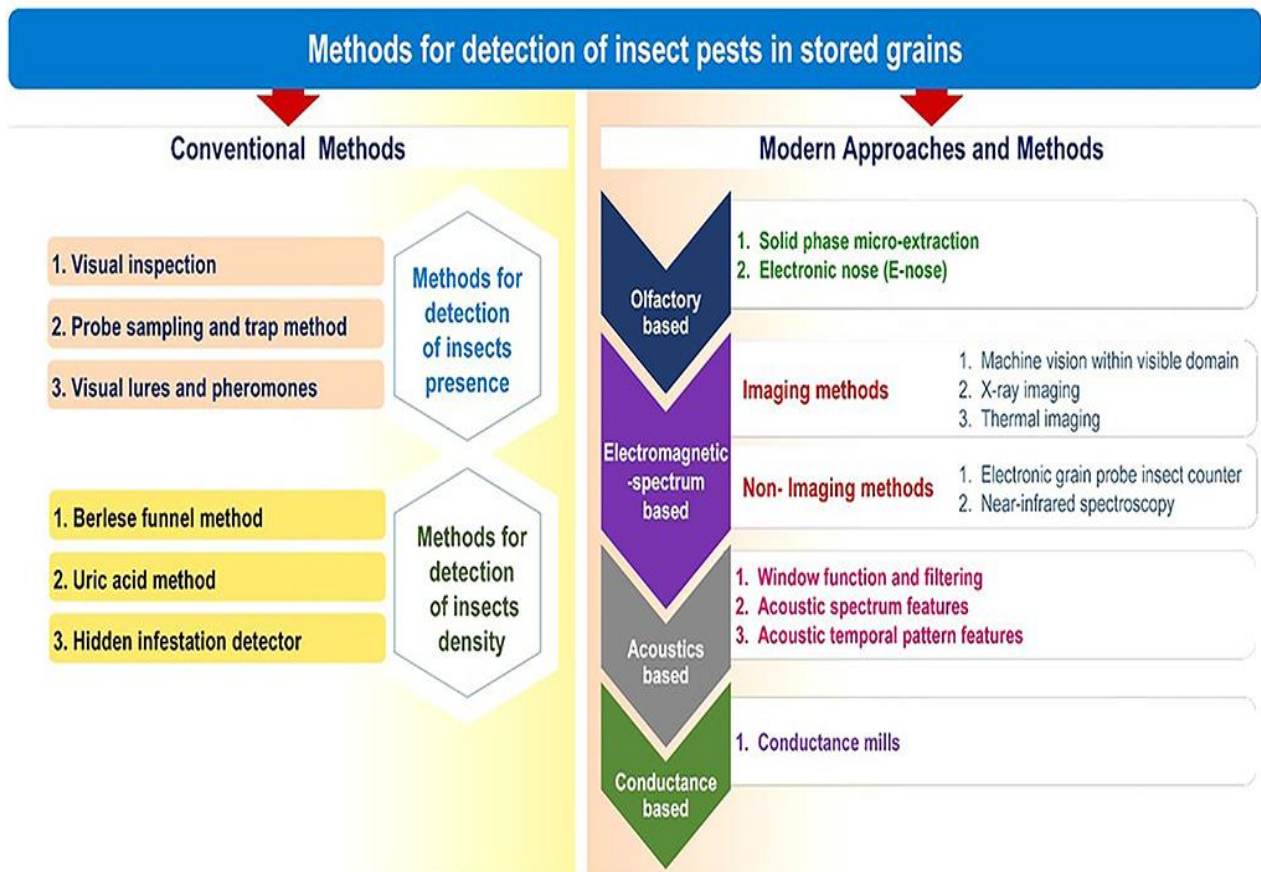 Methods for detection of insect pests in stored grains
Conventional Methods
1. Visual inspection
2. Probe sampling and trap method
3. Visual lures and pheromones
Methods for
detection
of insects
presence
1. Berlese funnel method
2. Uric acid method
3. Hidden infestation detector
Methods for
detection
of insects
density
Modern Approaches and Methods
Olfactory
based
1. Solid phase micro-extraction
2. Electronic nose (E-nose)
Electromagnetic
-spectrum
based
Imaging methods
1. Machine vision within visible domain
2. X-ray imaging
3. Thermal imaging
Non- Imaging methods
1. Electronic grain probe insect counter
2. Near-infrared spectroscopy
Acoustics
based
1. Window function and filtering
2. Acoustic spectrum features
3. Acoustic temporal pattern features
Conductance
based
1. Conductance mills